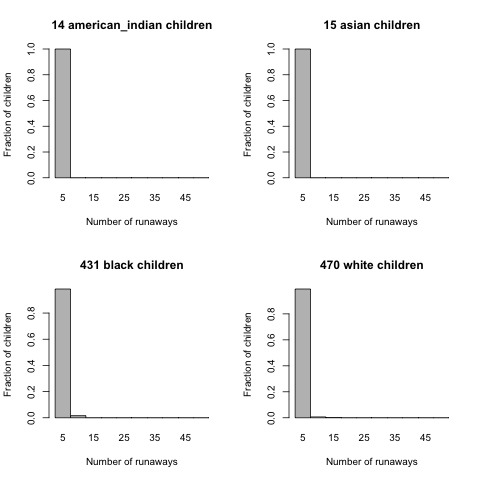 14 american_indian children
Fraction of children
0.0 0.2 0.4 0.6 0.8 1.0
5 15 25 35 45
Number of runaways
15 asian children
Fraction of children
0.0 0.2 0.4 0.6 0.8 1.0
5 15 25 35 45
Number of runaways
431 black children
Fraction of children
0.0 0.2 0.4 0.6 0.8
5 15 25 35 45
Number of runaways
470 white children
Fraction of children
0.0 0.2 0.4 0.6 0.8
5 15 25 35 45
Number of runaways